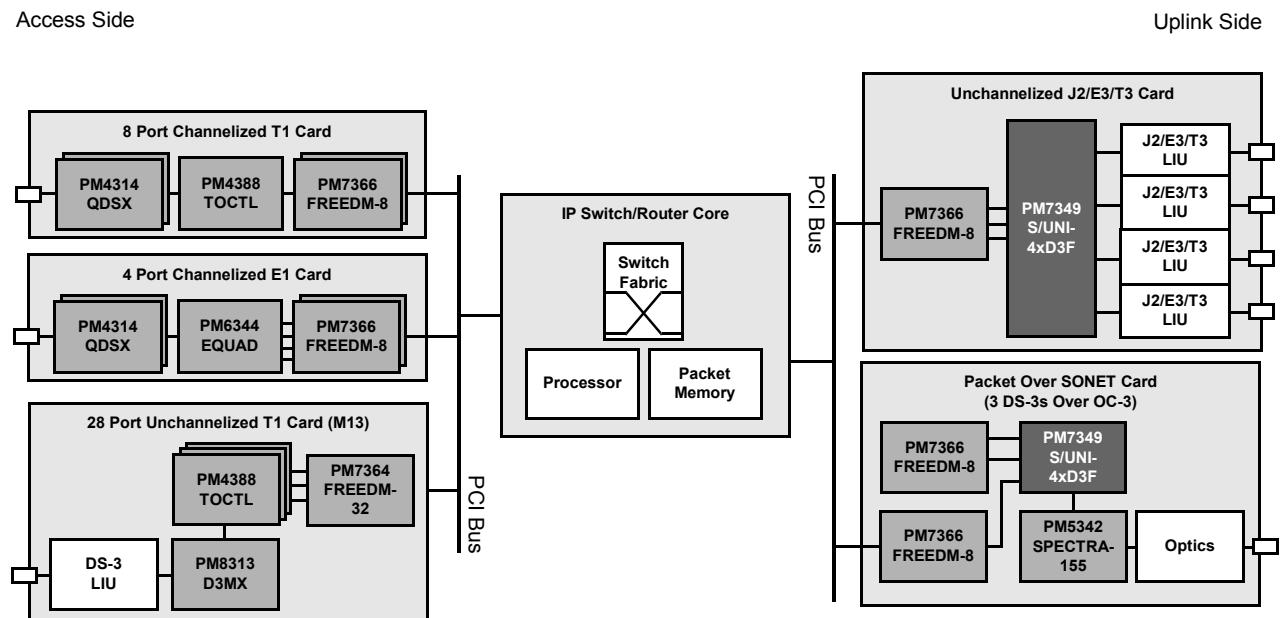 Access Side
Uplink Side
8 Port Channelized T1 Card
PM4314
QDSX
PM4388
TOCTL
PM7366
FREEDM-8
4 Port Channelized E1 Card
PM4314
QDSX
PM6344
EQUAD
PM7366
FREEDM-8
28 Port Unchannelized T1 Card (M13)
PM4388
TOCTL
PM7364
FREEDM-
32
DS-3
LIU
PM8313
D3MX
PCI Bus
IP Switch/Router Core
Switch
Fabric
Processor
Packet
Memory
PCI Bus
Unchannelized J2/E3/T3 Card
PM7366
FREEDM-8
PM7349
S/UNI-
4xD3F
J2/E3/T3
LIU
J2/E3/T3
LIU
J2/E3/T3
LIU
J2/E3/T3
LIU
Packet Over SONET Card
(3 DS-3s Over OC-3)
PM7366
FREEDM-8
PM7349
S/UNI-
4xD3F
PM7366
FREEDM-8
PM5342
SPECTRA-
155
Optics